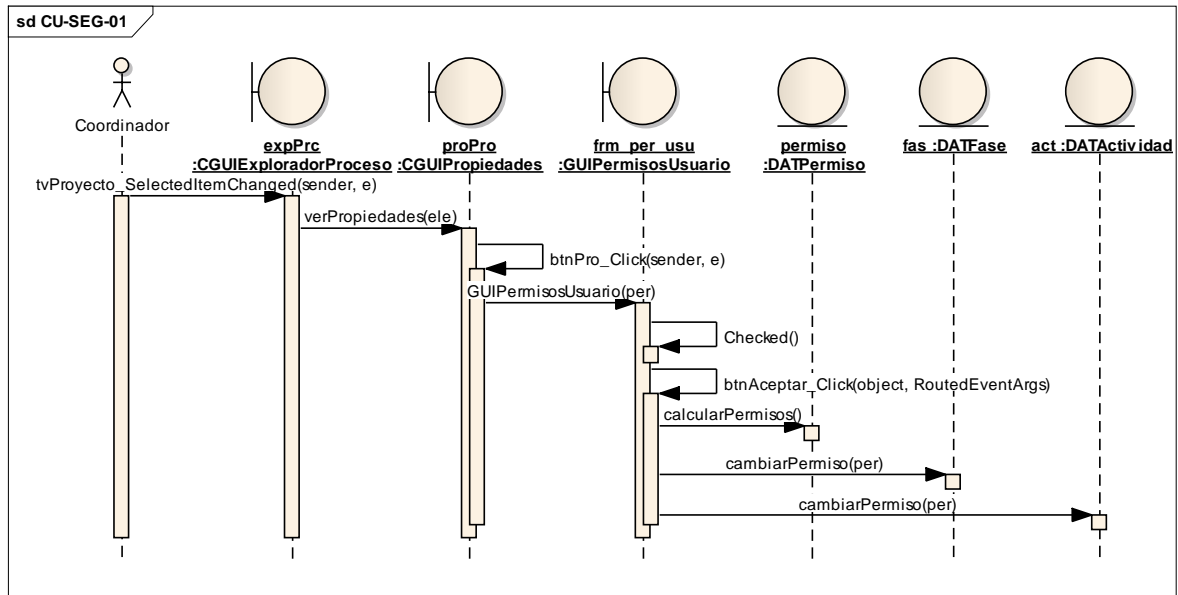 sd CU-SEG-01
Coordinador
expPrc
:CGUIExploradorProceso
proPro
:CGUIPropiedades
frm_per_usu
:GUIPermisosUsuario
permiso
:DATPermiso
fas :DATFase
act :DATActividad
tvProyecto_SelectedItemChanged(sender, e)
verPropiedades(ele)
btnPro_Click(sender, e)
GUIPermisosUsuario(per)
Checked()
btnAceptar_Click(object, RoutedEventArgs)
calcularPermisos()
cambiarPermiso(per)
cambiarPermiso(per)